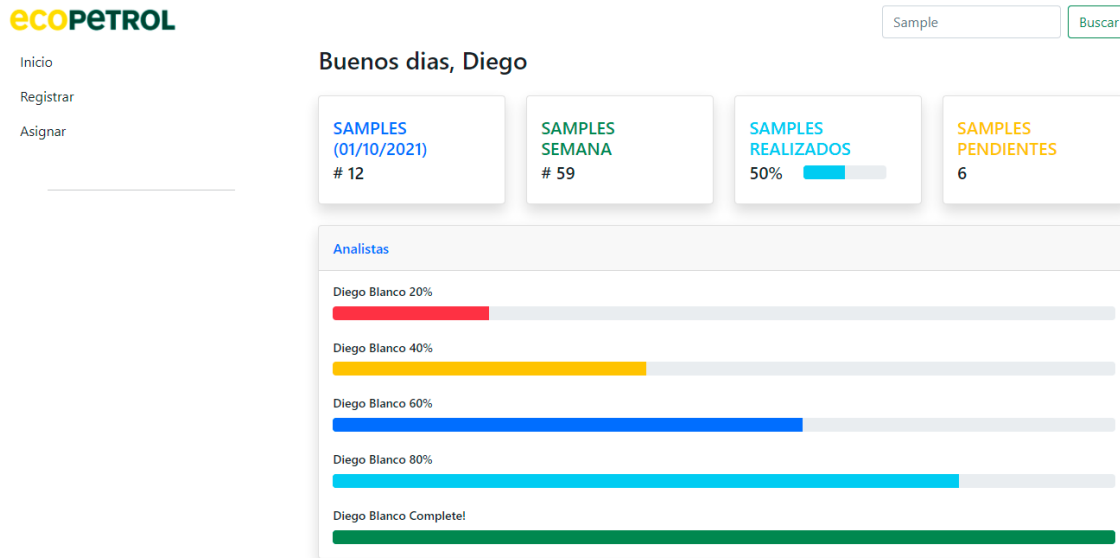 ecoPeTROL
Sample
Buscar
Inicio
Registrar
Asignar
Buenos dias, Diego
SAMPLES
(01/10/2021)
# 12
SAMPLES
SEMANA
# 59
SAMPLES
REALIZADOS
50%
SAMPLES
PENDIENTES
6
Analistas
Diego Blanco 20%
Diego Blanco 40%
Diego Blanco 60%
Diego Blanco 80%
Diego Blanco Complete!